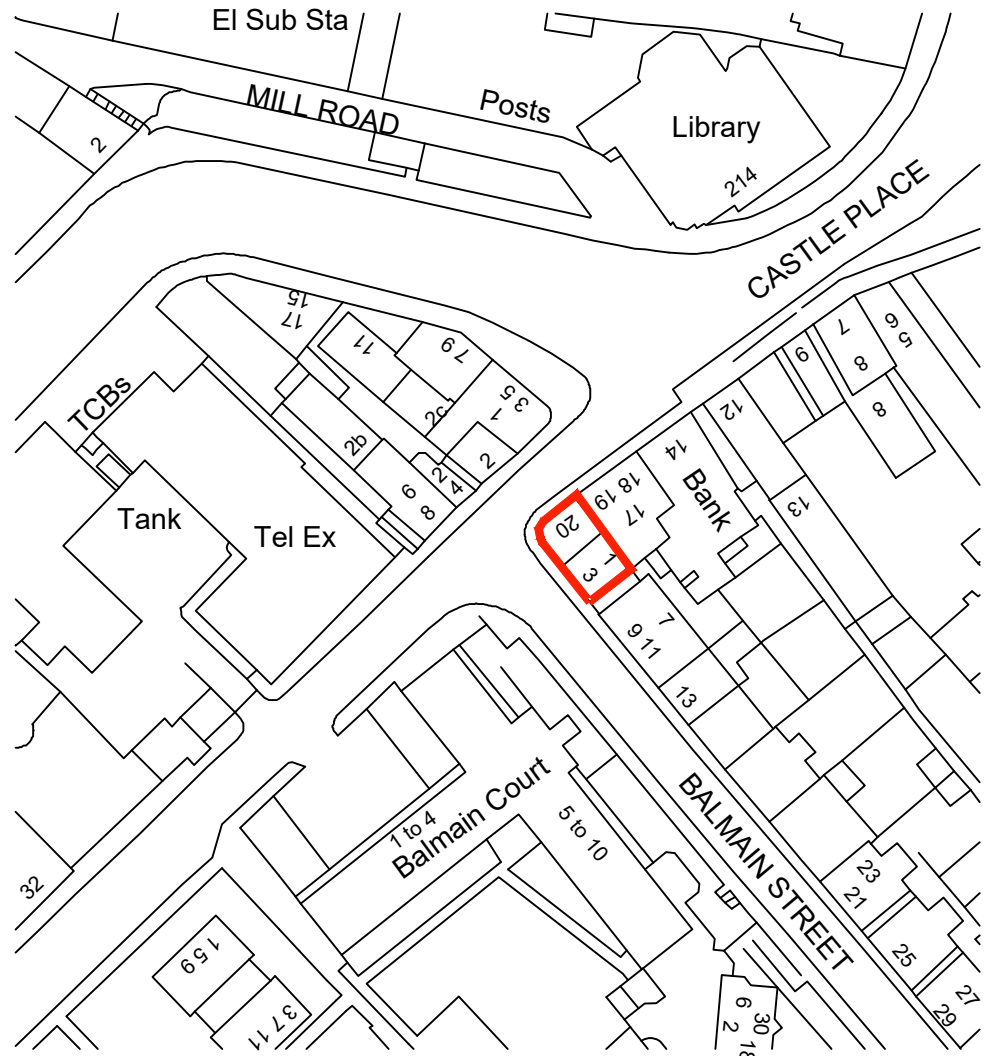 El Sub Sta
MILL ROAD
Posts
Library
214
2
CASTLE PLACE
15
17
11
7 9
2c
3 5
1
2
2b
2
4
6
8
TCBs
Tank
Tel Ex
6
5
7
8
9
8
12
14
Bank
13
18 19
17
20
1
3
7
9 11
13
BALMAIN STREET
Balmain Court
1 to 4
5 to 10
32
23
21
25
27
29
1 5 9
3 7 11
30
6
2
18